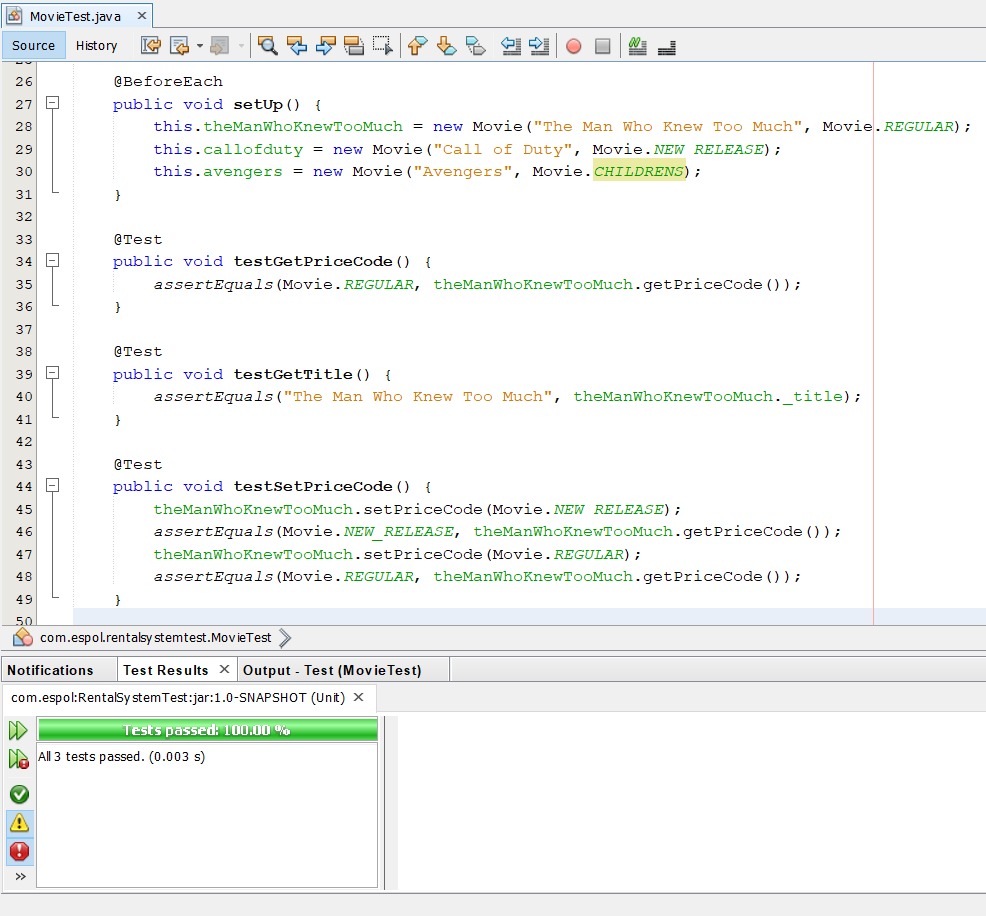 MovieTest.java
Source History
26 @BeforeEach
27 public void setUp() {
28 this.theManWhoKnewTooMuch = new Movie("The Man Who Knew Too Much", Movie.REGULAR);
29 this.callofduty = new Movie("Call of Duty", Movie.NEW_RELEASE);
30 this.avengers = new Movie("Avengers", Movie.CHILDRENS);
31 }
32
33 @Test
34 public void testGetPriceCode() {
35 assertEquals(Movie.REGULAR, theManWhoKnewTooMuch.getPriceCode());
36 }
37
38 @Test
39 public void testGetTitle() {
40 assertEquals("The Man Who Knew Too Much", theManWhoKnewTooMuch._title);
41 }
42
43 @Test
44 public void testSetPriceCode() {
45 theManWhoKnewTooMuch.setPriceCode(Movie.NEW_RELEASE);
46 assertEquals(Movie.NEW_RELEASE, theManWhoKnewTooMuch.getPriceCode());
47 theManWhoKnewTooMuch.setPriceCode(Movie.REGULAR);
48 assertEquals(Movie.REGULAR, theManWhoKnewTooMuch.getPriceCode());
49 }
50
com.espol.rentalsystemtest.MovieTest
Notifications Test Results Output - Test (MovieTest)
com.espol:RentalSystemTest:jar:1.0-SNAPSHOT (Unit)
Tests passed: 100.00 %
All 3 tests passed. (0.003 s)